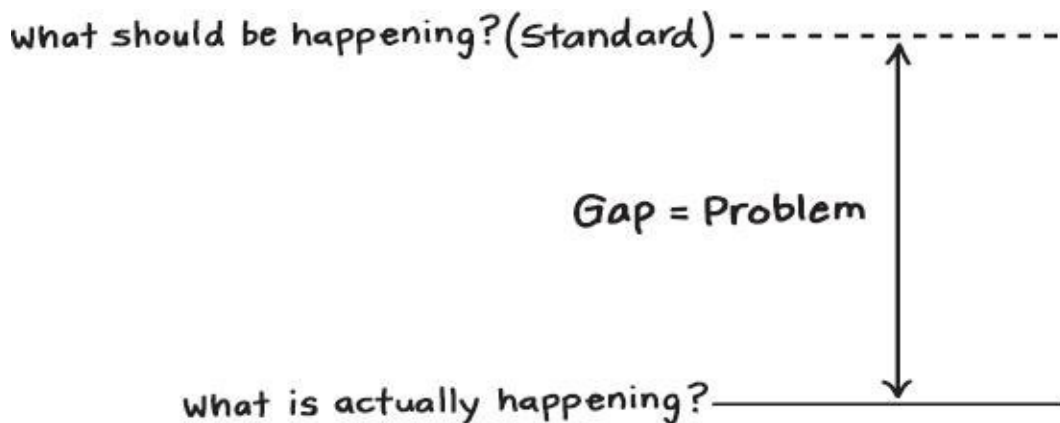 What should be happening? (Standard)
Gap = Problem
What is actually happening?